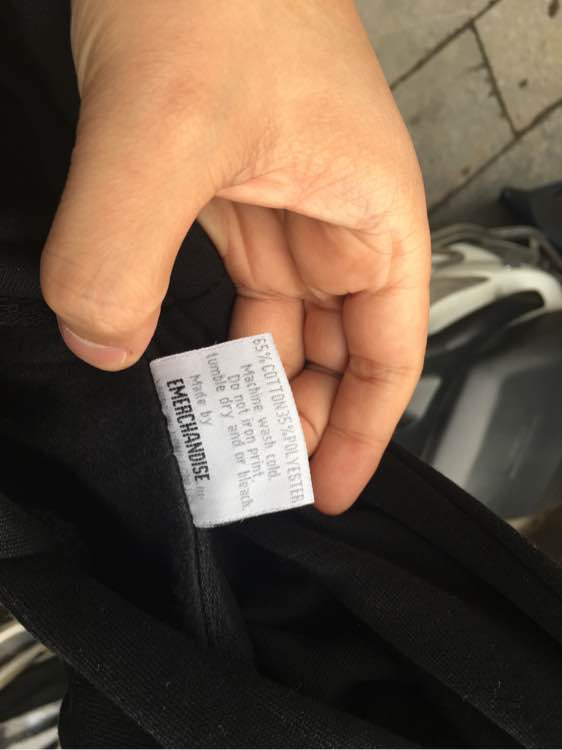 65%COTTON35%POLYESTER
Machine wash cold.
Do not iron print,
tumble dry and or bleach.
Made by
EMERCHANDISE